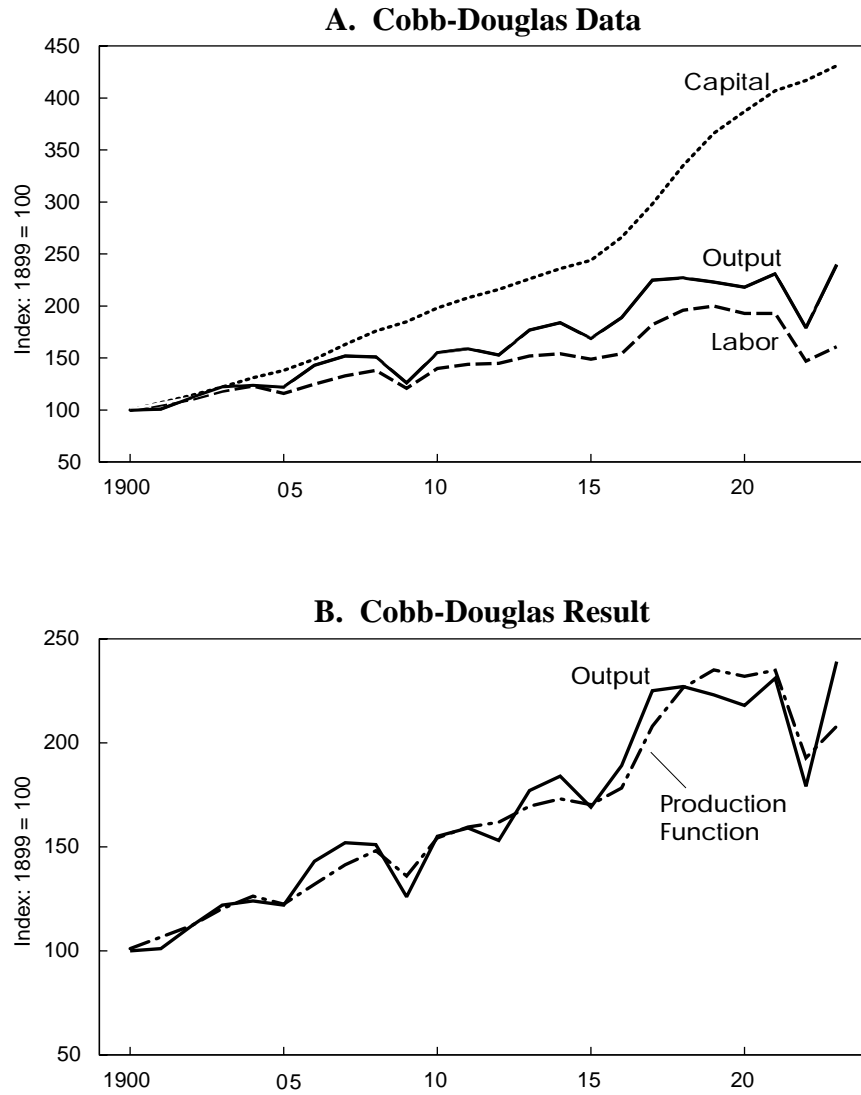 A. Cobb-Douglas Data
450
400
350
300
250
200
150
100
50
Index: 1899 = 100
Capital
Output
Labor
1900
05
10
15
20
B. Cobb-Douglas Result
250
200
150
100
50
Index: 1899 = 100
Output
Production
Function
1900
05
10
15
20